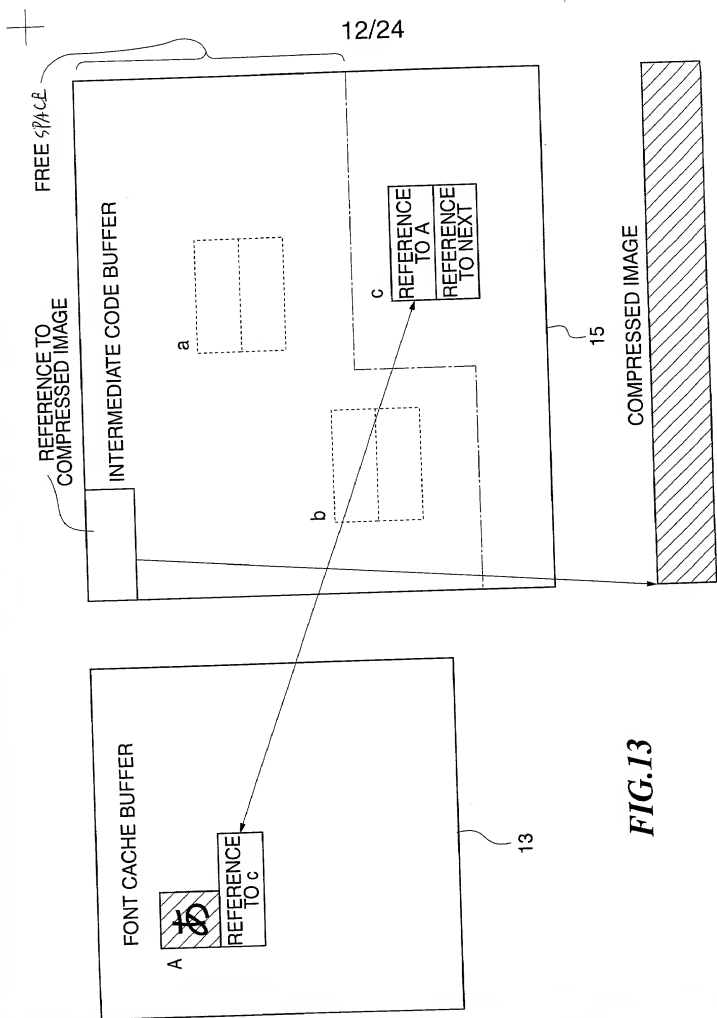 12/24
FREE SPACE
REFERENCE TO
COMPRESSED IMAGE
INTERMEDIATE CODE BUFFER
a
b
c
REFERENCE
TO A
REFERENCE
TO NEXT
15
COMPRESSED IMAGE
FONT CACHE BUFFER
A
あ
REFERENCE
TO c
13
FIG.13